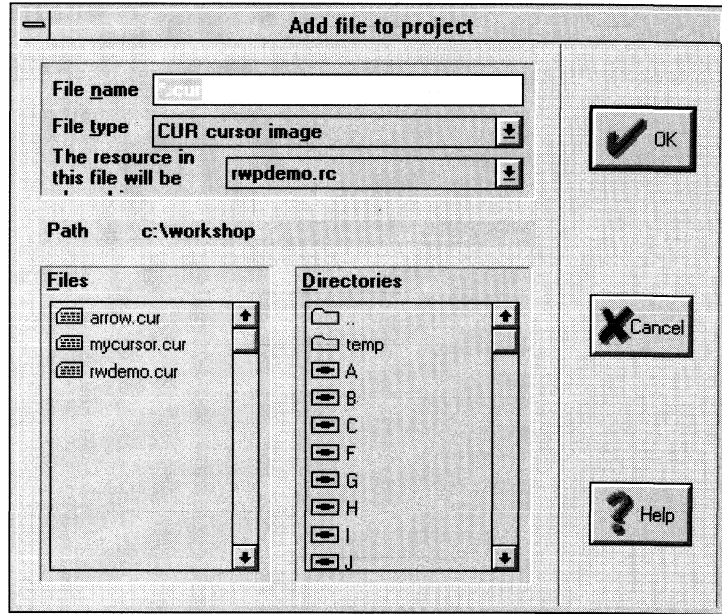 Add file to project
File name *.cur
File type CUR cursor image
The resource in
this file will be
rwpdemo.rc
OK
Path c:\workshop
Files
arrow.cur
mycursor.cur
rwdemo.cur
Directories
..
temp
A
B
C
F
G
H
I
J
Cancel
Help